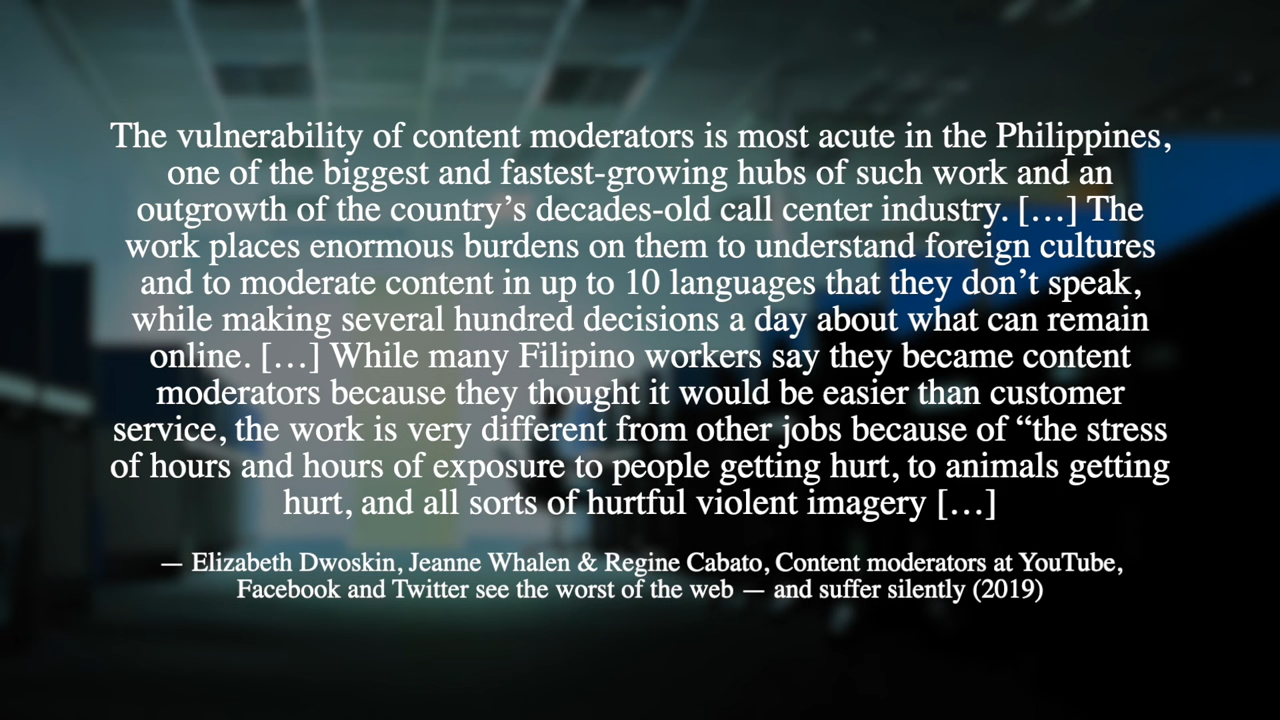 The vulnerability of content moderators is most acute in the Philippines,
one of the biggest and fastest-growing hubs of such work and an
outgrowth of the country’s decades-old call center industry. […] The
work places enormous burdens on them to understand foreign cultures
and to moderate content in up to 10 languages that they don’t speak,
while making several hundred decisions a day about what can remain
online. […] While many Filipino workers say they became content
moderators because they thought it would be easier than customer
service, the work is very different from other jobs because of “the stress
of hours and hours of exposure to people getting hurt, to animals getting
hurt, and all sorts of hurtful violent imagery […]
— Elizabeth Dwoskin, Jeanne Whalen & Regine Cabato, Content moderators at YouTube,
Facebook and Twitter see the worst of the web — and suffer silently (2019)